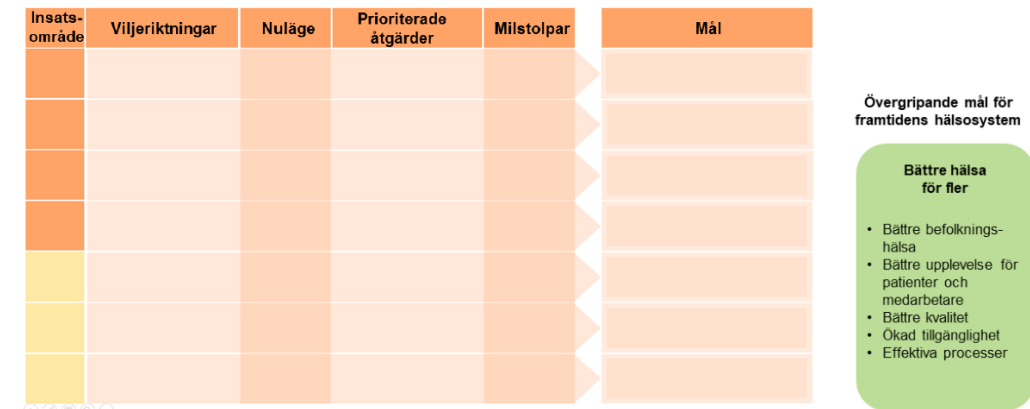 Insats-
område
Viljeriktningar
Nuläge
Prioriterade
åtgärder
Milstolpar
Mål
Övergripande mål för
framtidens hälsosystem
Bättre hälsa
för fler
• Bättre befolknings-
hälsa
• Bättre upplevelse för
patienter och
medarbetare
• Bättre kvalitet
• Ökad tillgänglighet
• Effektiva processer